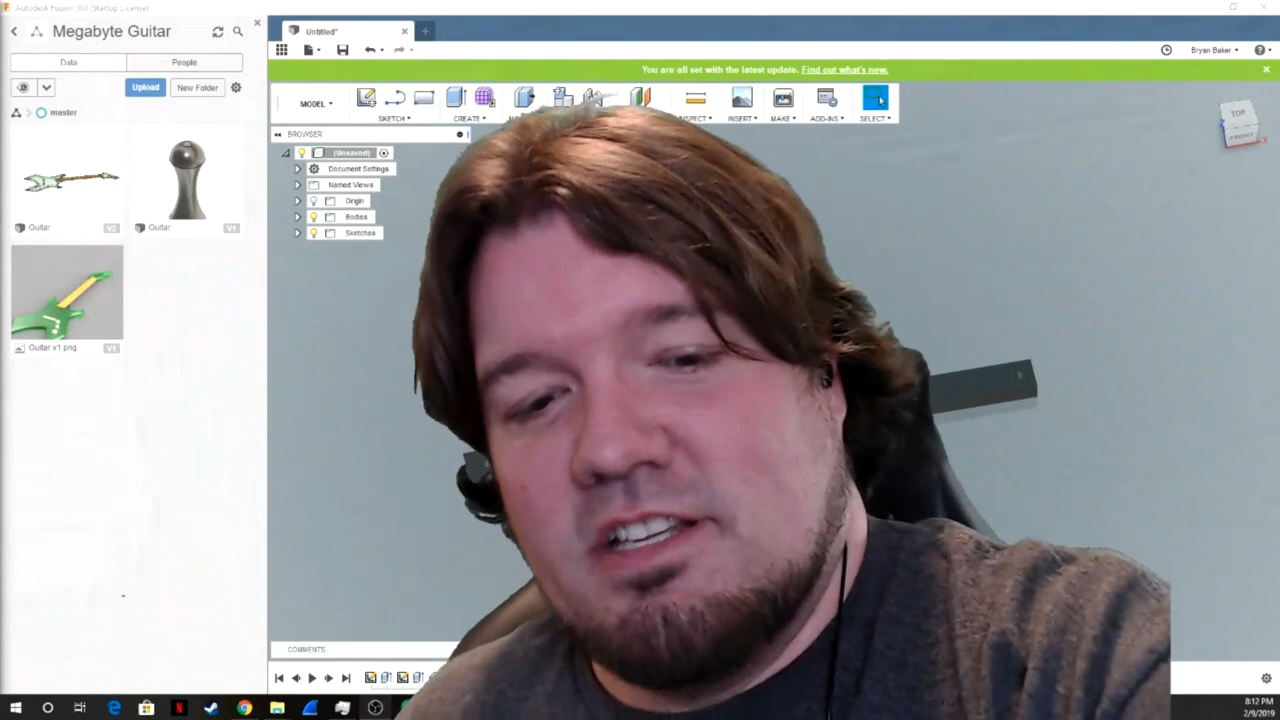 Autodesk Fusion 360 (Startup License)
Megabyte Guitar
Data
People
Upload
New Folder
master
Guitar
V2
Guitar
V1
Guitar v1.png
V1
Untitled*
Bryan Baker
You are all set with the latest update. Find out what's new.
MODEL
SKETCH
CREATE
INSPECT
INSERT
MAKE
ADD-INS
SELECT
BROWSER
(Unsaved)
Document Settings
Named Views
Origin
Bodies
Sketches
TOP
X
COMMENTS
8:12 PM
2/9/2019